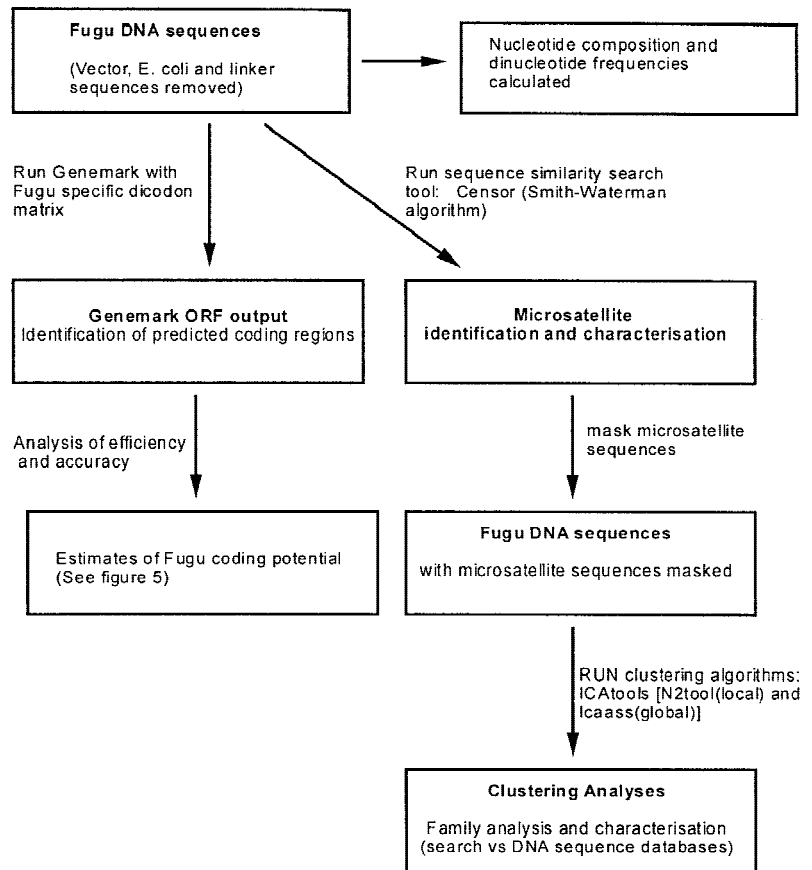 Fugu DNA sequences
(Vector, E. coli and linker
sequences removed)
Nucleotide composition and
dinucleotide frequencies
calculated
Run Genemark with
Fugu specific dicodon
matrix
Run sequence similarity search
tool: Censor (Smith-Waterman
algorithm)
Genemark ORF output
Identification of predicted coding regions
Microsatellite
identification and characterisation
Analysis of efficiency
and accuracy
mask microsatellite
sequences
Estimates of Fugu coding potential
(See figure 5)
Fugu DNA sequences
with microsatellite sequences masked
RUN clustering algorithms:
ICAtools [N2tool(local) and
Icaass(global)]
Clustering Analyses
Family analysis and characterisation
(search vs DNA sequence databases)